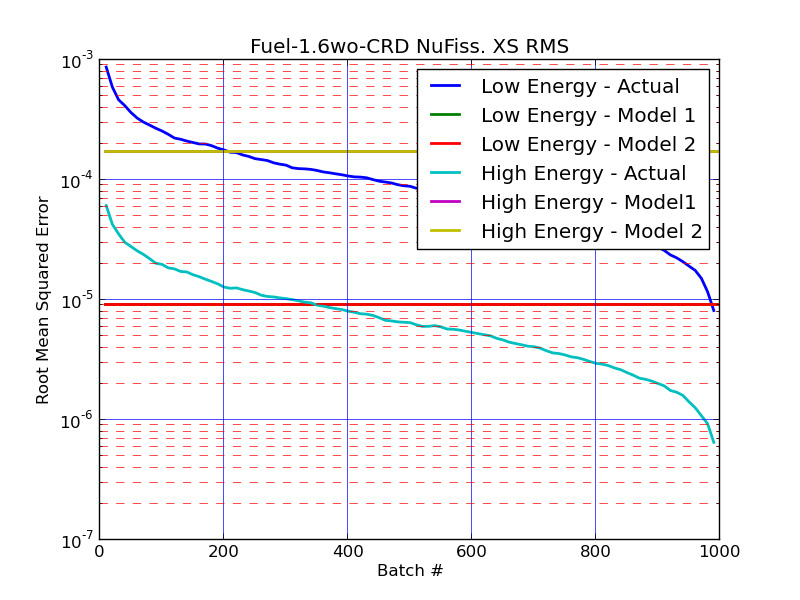 Fuel-1.6wo-CRD NuFiss. XS RMS
10^-3
10^-4
10^-5
10^-6
10^-7
Root Mean Squared Error
Low Energy - Actual
Low Energy - Model 1
Low Energy - Model 2
High Energy - Actual
High Energy - Model1
High Energy - Model 2
0 200 400 600 800 1000
Batch #